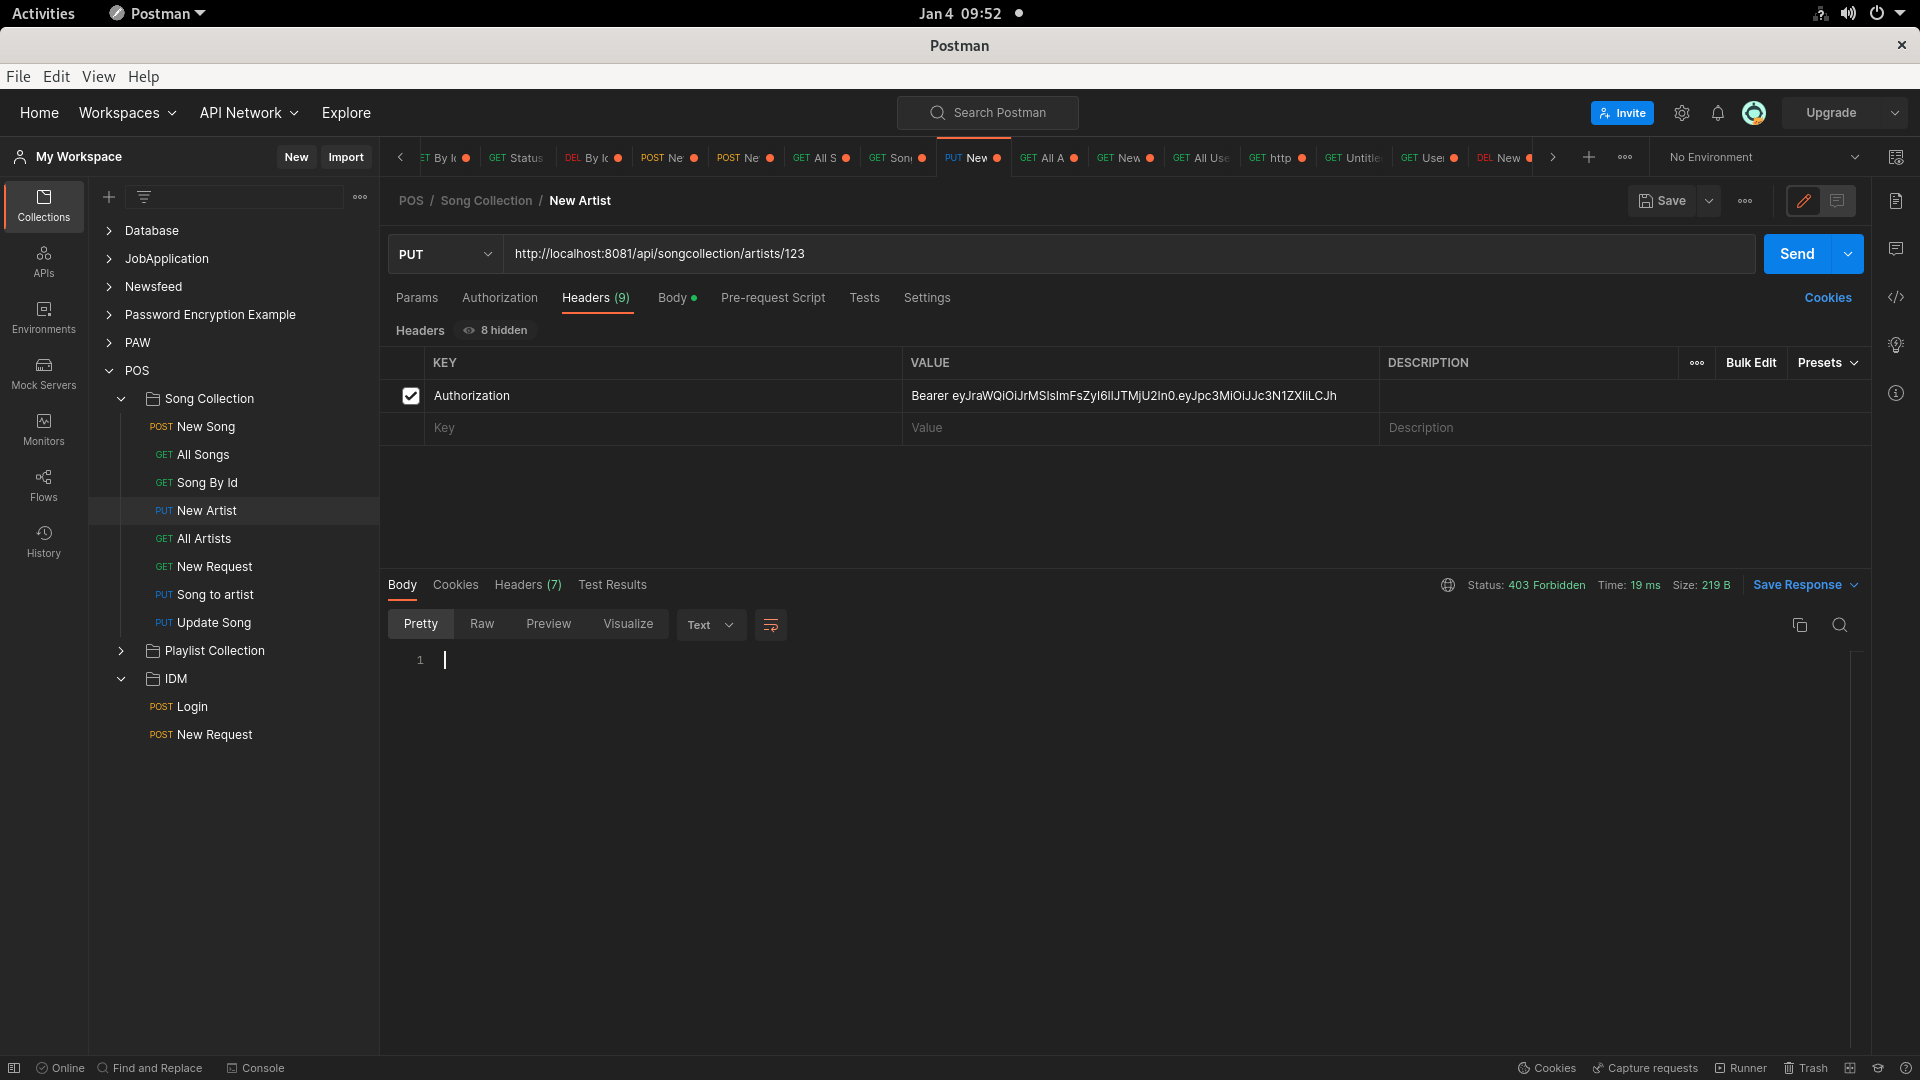 Activities
Postman
Jan 4 09:52
Postman
File Edit View Help
Home Workspaces API Network Explore
Search Postman
Invite
Upgrade
My Workspace
New
Import
GET Status
DEL By Ic
POST Ne
POST Ne
GET All S
GET Son
PUT New
GET All A
GET New
GET All Use
GET http
GET Untitle
GET User
DEL New
No Environment
Collections
APIs
Environments
Mock Servers
Monitors
Flows
History
Database
JobApplication
Newsfeed
Password Encryption Example
PAW
POS
Song Collection
POST New Song
GET All Songs
GET Song By Id
PUT New Artist
GET All Artists
GET New Request
PUT Song to artist
PUT Update Song
Playlist Collection
IDM
POST Login
POST New Request
POS / Song Collection / New Artist
Save
PUT
http://localhost:8081/api/songcollection/artists/123
Send
Params Authorization Headers (9) Body Pre-request Script Tests Settings
Cookies
Headers 8 hidden
KEY VALUE DESCRIPTION
Bulk Edit Presets
Authorization
Key Value Description
Body Cookies Headers (7) Test Results
Status: 403 Forbidden Time: 19 ms Size: 219 B
Save Response
Pretty Raw Preview Visualize Text
1
Online Find and Replace Console
Cookies Capture requests Runner Trash